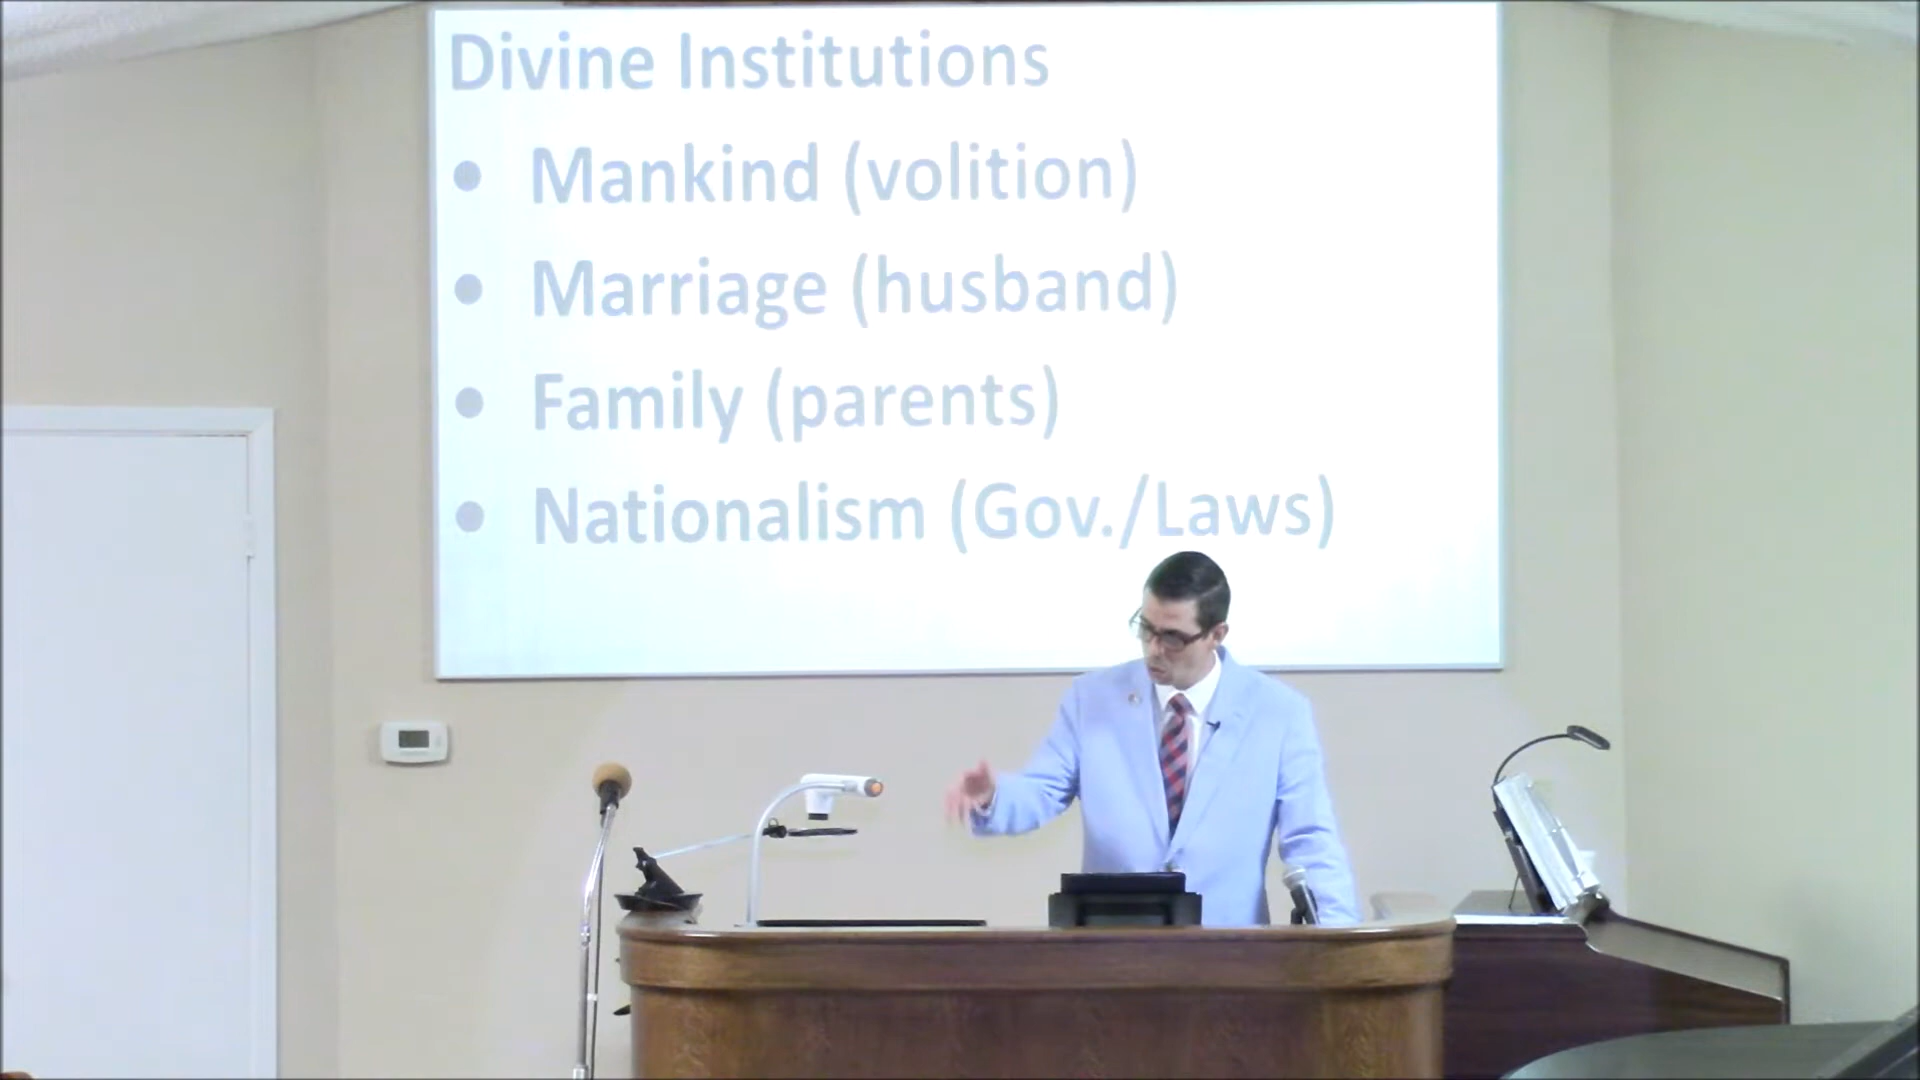 Divine Institutions
• Mankind (volition)
• Marriage (husband)
• Family (parents)
• Nationalism (Gov./Laws)